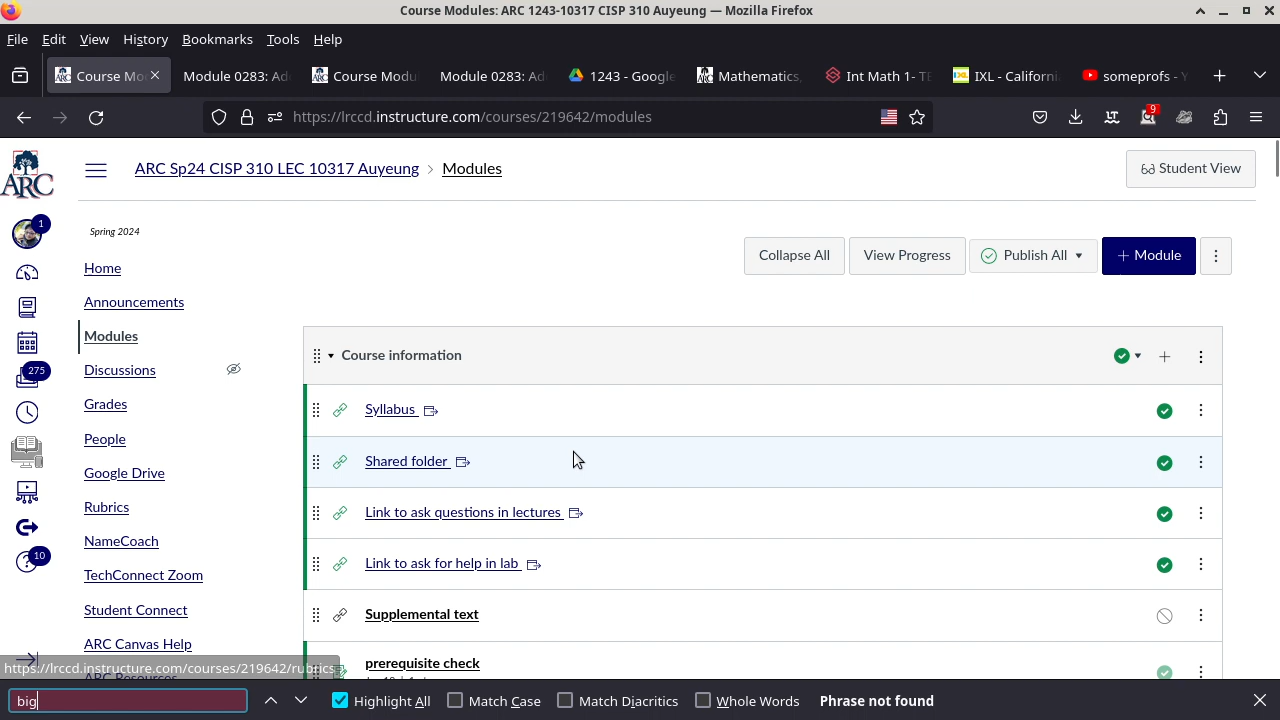 Course Modules: ARC 1243-10317 CISP 310 Auyeung — Mozilla Firefox
File Edit View History Bookmarks Tools Help
Course Mo Module 0283: Ad Course Modu Module 0283: Ad 1243 - Google Mathematics, Int Math 1- TE IXL - Californi someprofs - Y
https://lrccd.instructure.com/courses/219642/modules 9
ARC
ARC Sp24 CISP 310 LEC 10317 Auyeung > Modules
Student View
1
Spring 2024
Collapse All View Progress Publish All + Module
Home
Announcements
Modules
Discussions
Grades
People
Google Drive
Rubrics
NameCoach
TechConnect Zoom
Student Connect
ARC Canvas Help
275
10
Course information
Syllabus
Shared folder
Link to ask questions in lectures
Link to ask for help in lab
Supplemental text
prerequisite check
https://lrccd.instructure.com/courses/219642/rubrics
big Highlight All Match Case Match Diacritics Whole Words Phrase not found